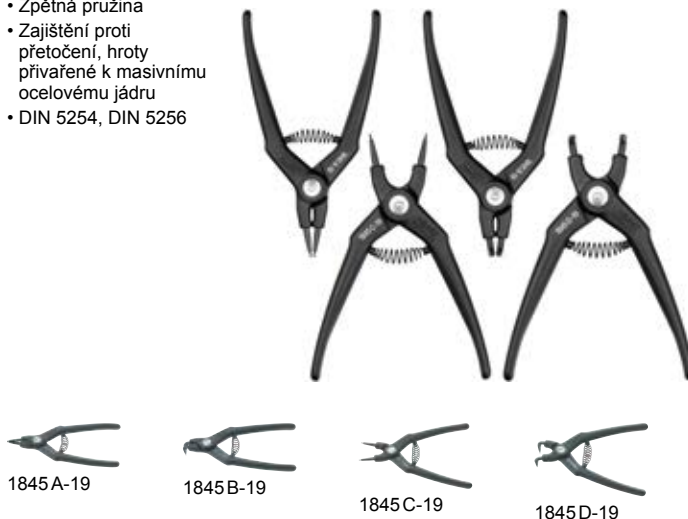 • Zpětná pružina
• Zajištění proti
přetočení, hroty
přivařené k masivnímu
ocelovému jádru
• DIN 5254, DIN 5256
1845 A-19
1845 B-19
1845 C-19
1845 D-19